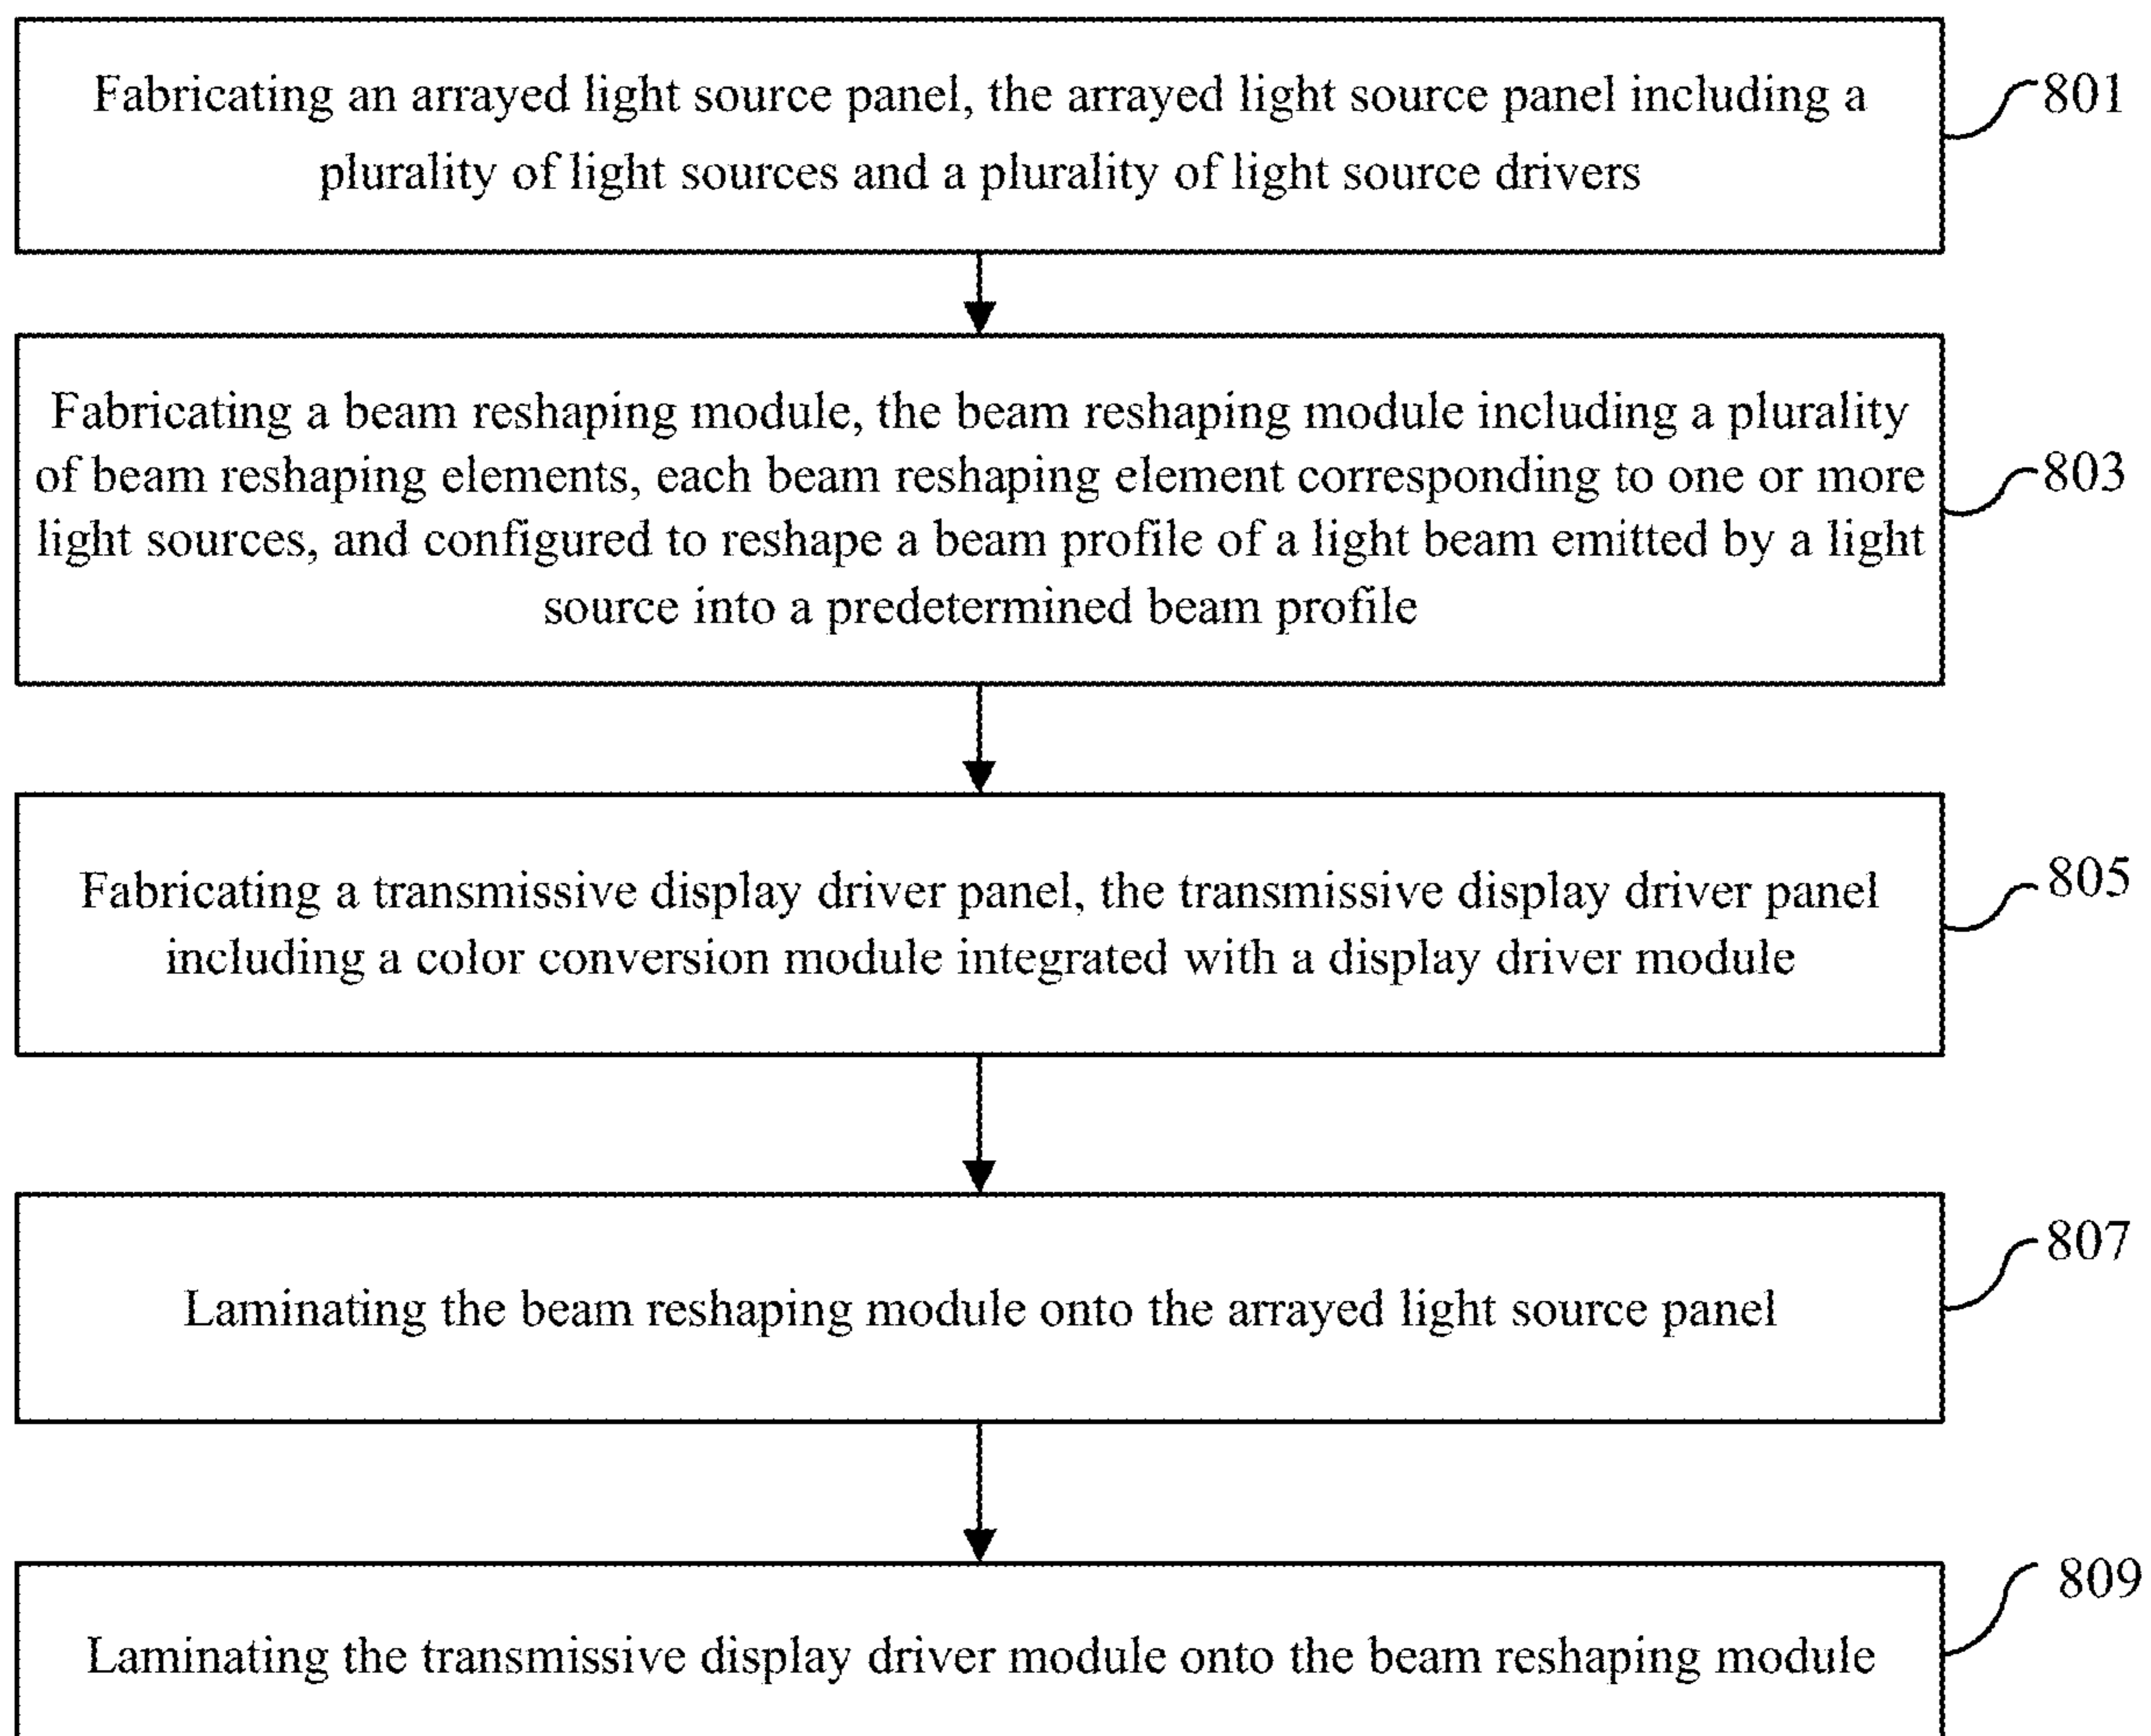 Fabricating an arrayed light source panel, the arrayed light source panel including a
plurality of light sources and a plurality of light source drivers
801
Fabricating a beam reshaping module, the beam reshaping module including a plurality
of beam reshaping elements, each beam reshaping element corresponding to one or more
light sources, and configured to reshape a beam profile of a light beam emitted by a light
source into a predetermined beam profile
803
Fabricating a transmissive display driver panel, the transmissive display driver panel
including a color conversion module integrated with a display driver module
805
Laminating the beam reshaping module onto the arrayed light source panel
807
Laminating the transmissive display driver module onto the beam reshaping module
809